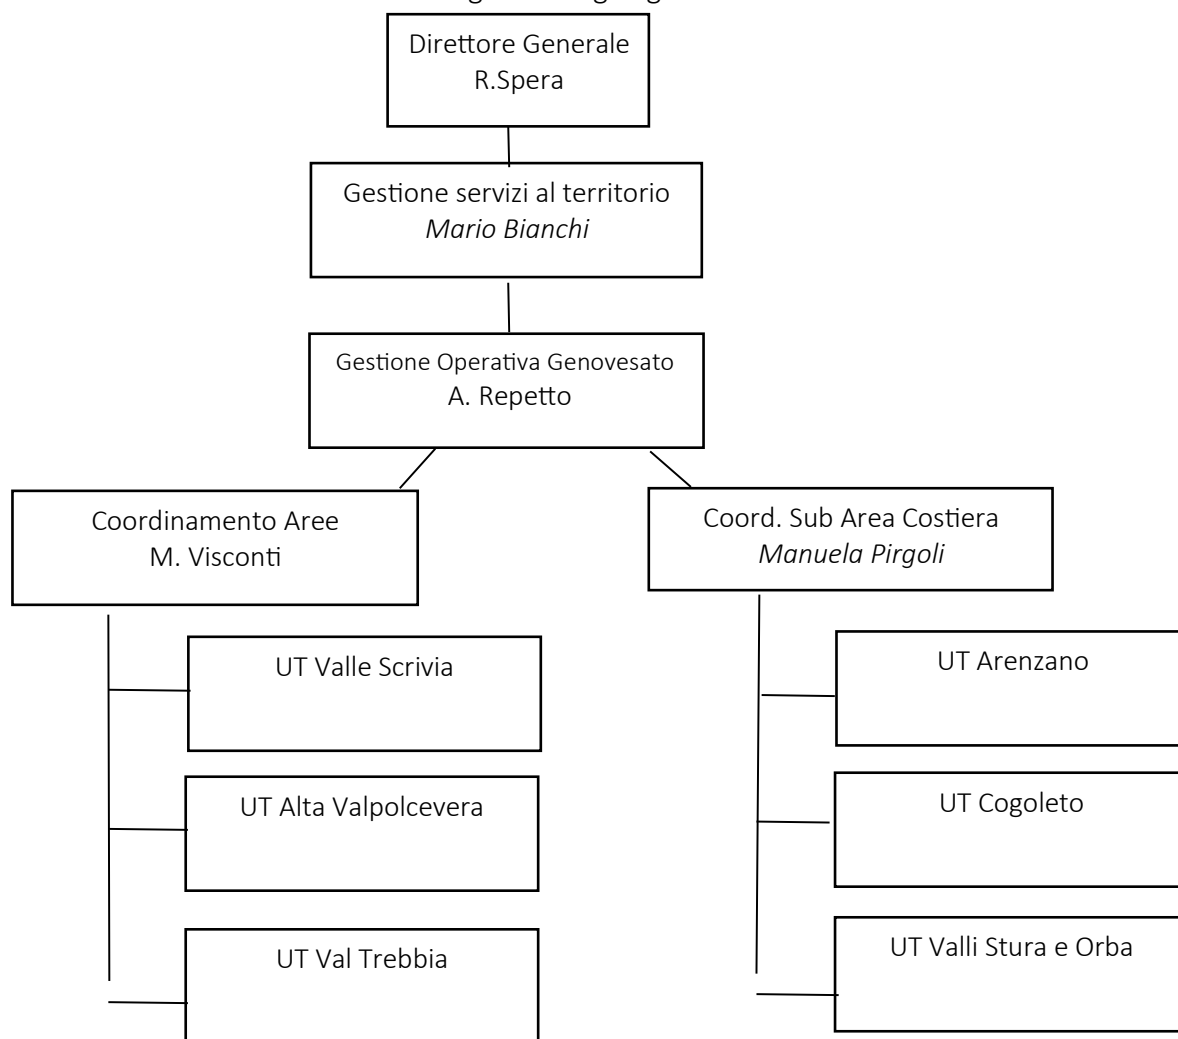 Direttore Generale
R.Spera
Gestione servizi al territorio
Mario Bianchi
Gestione Operativa Genovesato
A. Repetto
Coordinamento Aree
M. Visconti
Coord. Sub Area Costiera
Manuela Pirgoli
UT Valle Scrivia
UT Alta Valpolcevera
UT Val Trebbia
UT Arenzano
UT Cogoleto
UT Valli Stura e Orba